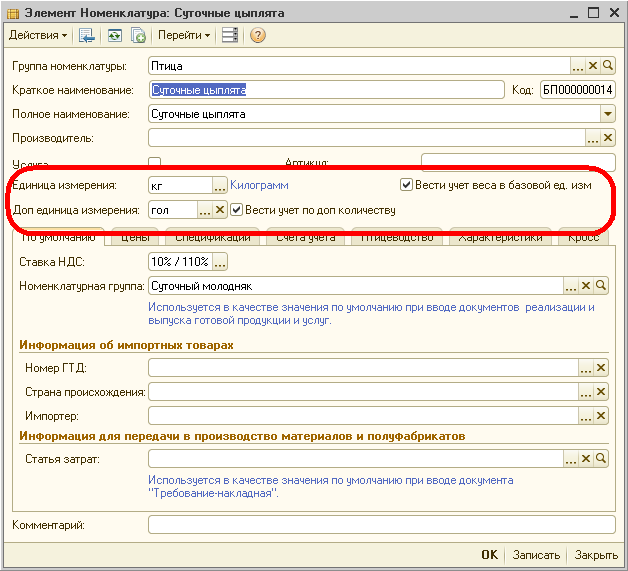 Элемент Номенклатура: Суточные цыплята
Действия Перейти ?
Группа номенклатуры: Птица ...
Краткое наименование: Суточные цыплята Код: БП000000014
Полное наименование: Суточные цыплята
Производитель: ...
Услуга Артикул:
Единица измерения: кг ... Килограмм Вести учет веса в базовой ед. изм
Доп единица измерения: гол ... Вести учет по доп количеству
По умолчанию Цены Спецификации Счета учета Птицеводство Характеристики Кросс
Ставка НДС: 10% / 110% ...
Номенклатурная группа: Суточный молодняк ...
Используется в качестве значения по умолчанию при вводе документов реализации и
выпуска готовой продукции и услуг.
Информация об импортных товарах
Номер ГТД: ...
Страна происхождения: ...
Импортер: ...
Информация для передачи в производство материалов и полуфабрикатов
Статья затрат: ...
Используется в качестве значения по умолчанию при вводе документа
"Требование-накладная".
Комментарий:
OK Записать Закрыть